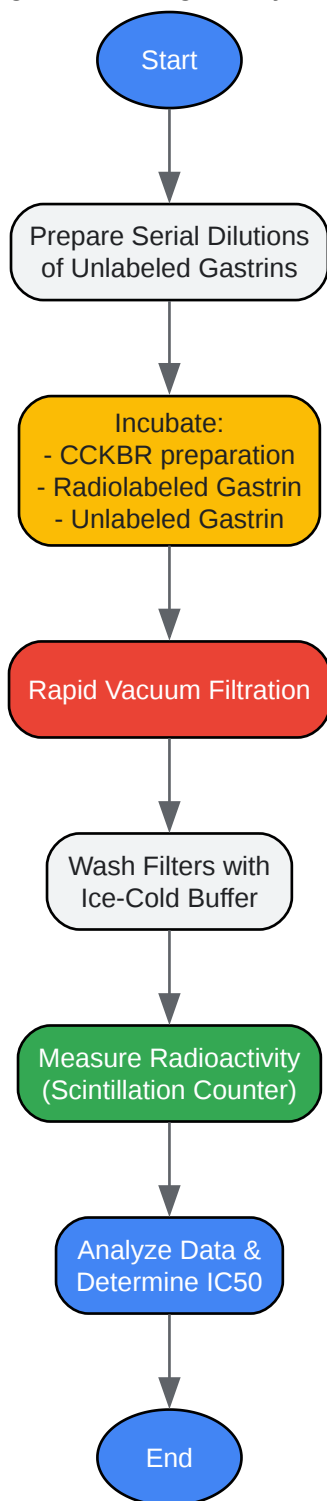 Start
Prepare Serial Dilutions
of Unlabeled Gastrins
Incubate:
- CCKBR preparation
- Radiolabeled Gastrin
- Unlabeled Gastrin
Rapid Vacuum Filtration
Wash Filters with
Ice-Cold Buffer
Measure Radioactivity
(Scintillation Counter)
Analyze Data &
Determine IC50
End